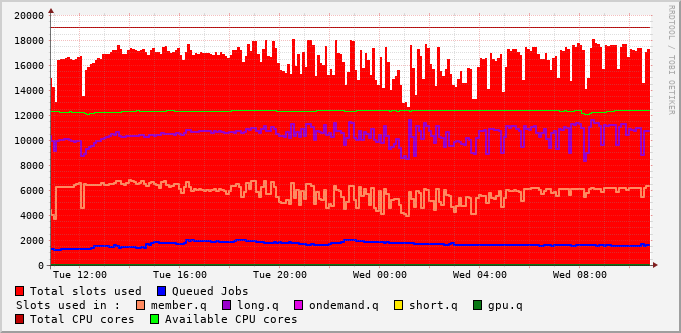 RRDTOOL / TOBI OETIKER
20000
18000
16000
14000
12000
10000
8000
6000
4000
2000
0
Tue 12:00 Tue 16:00 Tue 20:00 Wed 00:00 Wed 04:00 Wed 08:00
Total slots used Queued Jobs
Slots used in : member.q long.q ondemand.q short.q gpu.q
Total CPU cores Available CPU cores